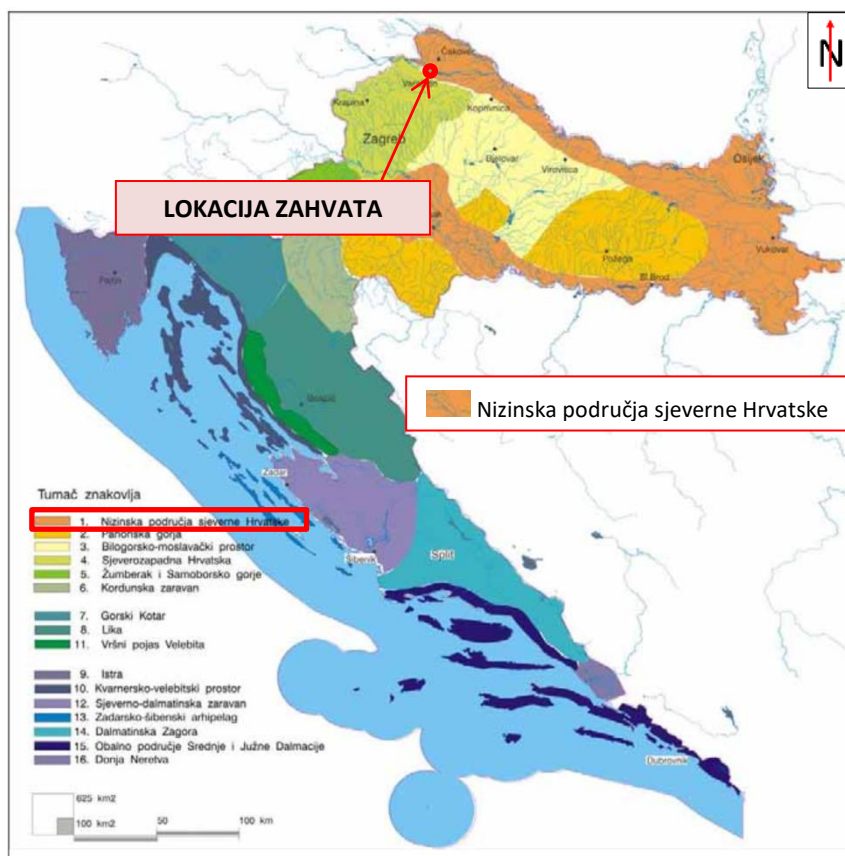 N
Čakovec
Varaždin
Krapina
Koprivnica
Zagreb
Bjelovar
Virovitica
Osijek
LOKACIJA ZAHVATA
Požega
Vukovar
Sl.Brod
Pazin
Nizinska područja sjeverne Hrvatske
Gospić
Zadar
Tumač znakovlja
1. Nizinska područja sjeverne Hrvatske
2. Panonska gorja
3. Bilogorsko-moslavački prostor
4. Sjeverozapadna Hrvatska
5. Žumberak i Samoborsko gorje
6. Kordunska zaravan
7. Gorski Kotar
8. Lika
11. Vršni pojas Velebita
9. Istra
10. Kvarnersko-velebitski prostor
12. Sjeverno-dalmatinska zaravan
13. Zadarsko-šibenski arhipelag
14. Dalmatinska Zagora
15. Obalno područje Srednje i Južne Dalmacije
16. Donja Neretva
Šibenik
Split
Dubrovnik
625 km2
100 km2
50
100 km